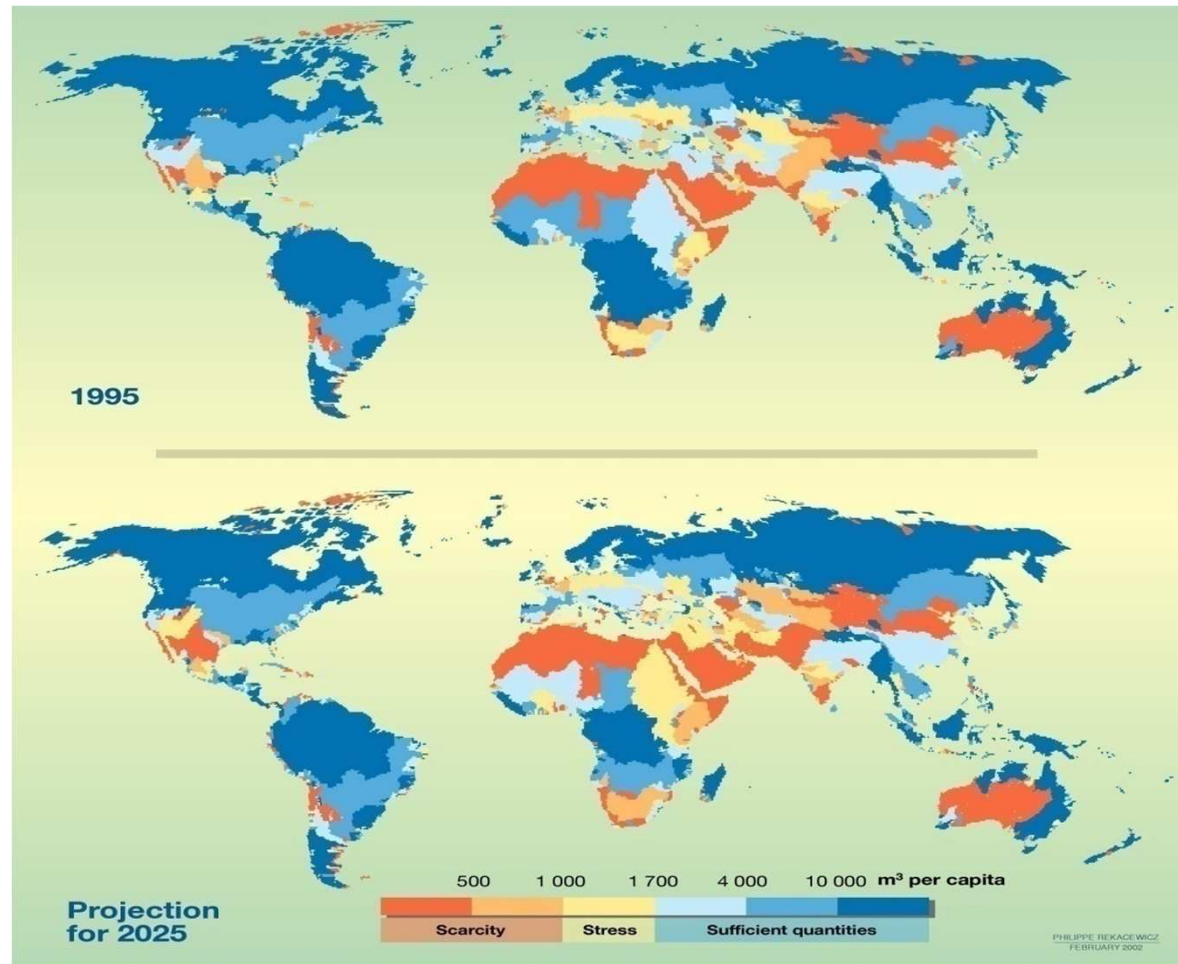 1995
Projection
for 2025
500 1 000 1 700 4 000 10 000 m³ per capita
Scarcity Stress Sufficient quantities
PHILIPPE REKACEWICZ
FEBRUARY 2002